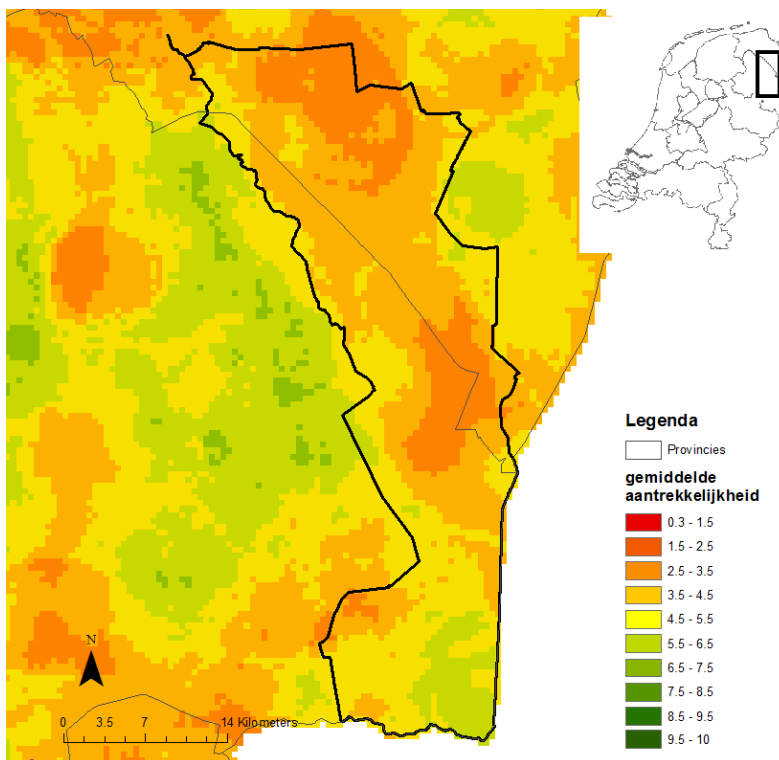 Legenda
Provincies
gemiddelde
aantrekkelijkheid
0.3 - 1.5
1.5 - 2.5
2.5 - 3.5
3.5 - 4.5
4.5 - 5.5
5.5 - 6.5
6.5 - 7.5
7.5 - 8.5
8.5 - 9.5
9.5 - 10
N
0 3.5 7 14 Kilometers